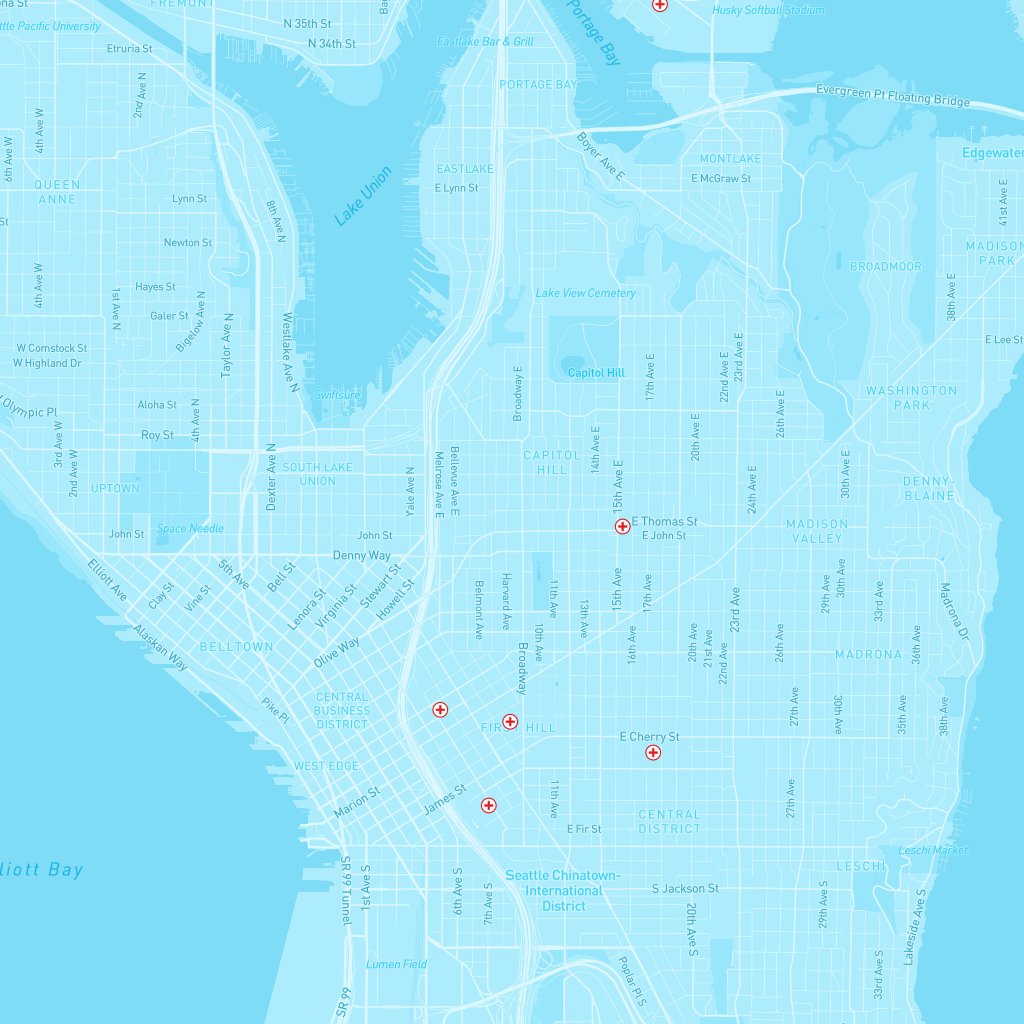 FREMONT
N 35th St
N 34th St
Etruria St
2nd Ave N
4th Ave W
6th Ave W
QUEEN
ANNE
Lynn St
8th Ave N
Newton St
4th Ave W
Hayes St
1st Ave N
Galer St
Bigelow Ave N
Taylor Ave N
Westlake Ave N
W Comstock St
W Highland Dr
Olympic Pl
Aloha St
4th Ave N
Roy St
3rd Ave W
2nd Ave W
UPTOWN
Dexter Ave N
SOUTH LAKE
UNION
Swiftsure
Lake Union
Eastlake Bar & Grill
Portage Bay
PORTAGE BAY
Husky Softball Stadium
Evergreen Pt Floating Bridge
Edgewater
EASTLAKE
E Lynn St
Boyer Ave E
MONTLAKE
E McGraw St
41st Ave E
MADISON
PARK
BROADMOOR
38th Ave E
E Lee St
Lake View Cemetery
Capitol Hill
Broadway E
17th Ave E
22nd Ave E
23rd Ave E
WASHINGTON
PARK
26th Ave E
20th Ave E
14th Ave E
CAPITOL
HILL
15th Ave E
24th Ave E
30th Ave E
DENNY-
BLAINE
Yale Ave N
Melrose Ave E
Bellevue Ave E
E Thomas St
E John St
MADISON
VALLEY
Space Needle
John St
John St
Denny Way
Elliott Ave
Clay St
Vine St
5th Ave
Bell St
Lenora St
Virginia St
Stewart St
Howell St
Olive Way
Alaskan Way
BELLTOWN
Pike Pl
CENTRAL
BUSINESS
DISTRICT
WEST EDGE
Marion St
James St
Belmont Ave
Harvard Ave
11th Ave
10th Ave
Broadway
13th Ave
15th Ave
17th Ave
16th Ave
20th Ave
21st Ave
22nd Ave
23rd Ave
26th Ave
29th Ave
30th Ave
33rd Ave
36th Ave
Madrona Dr
MADRONA
27th Ave
30th Ave
35th Ave
38th Ave
FIRST HILL
E Cherry St
11th Ave
27th Ave
CENTRAL
DISTRICT
E Fir St
Leschi Market
LESCHI
Seattle Chinatown-
International
District
S Jackson St
20th Ave S
29th Ave S
33rd Ave S
Lakeside Ave S
Poplar Pl S
SR 99 Tunnel
1st Ave S
6th Ave S
7th Ave S
Lumen Field
SR 99